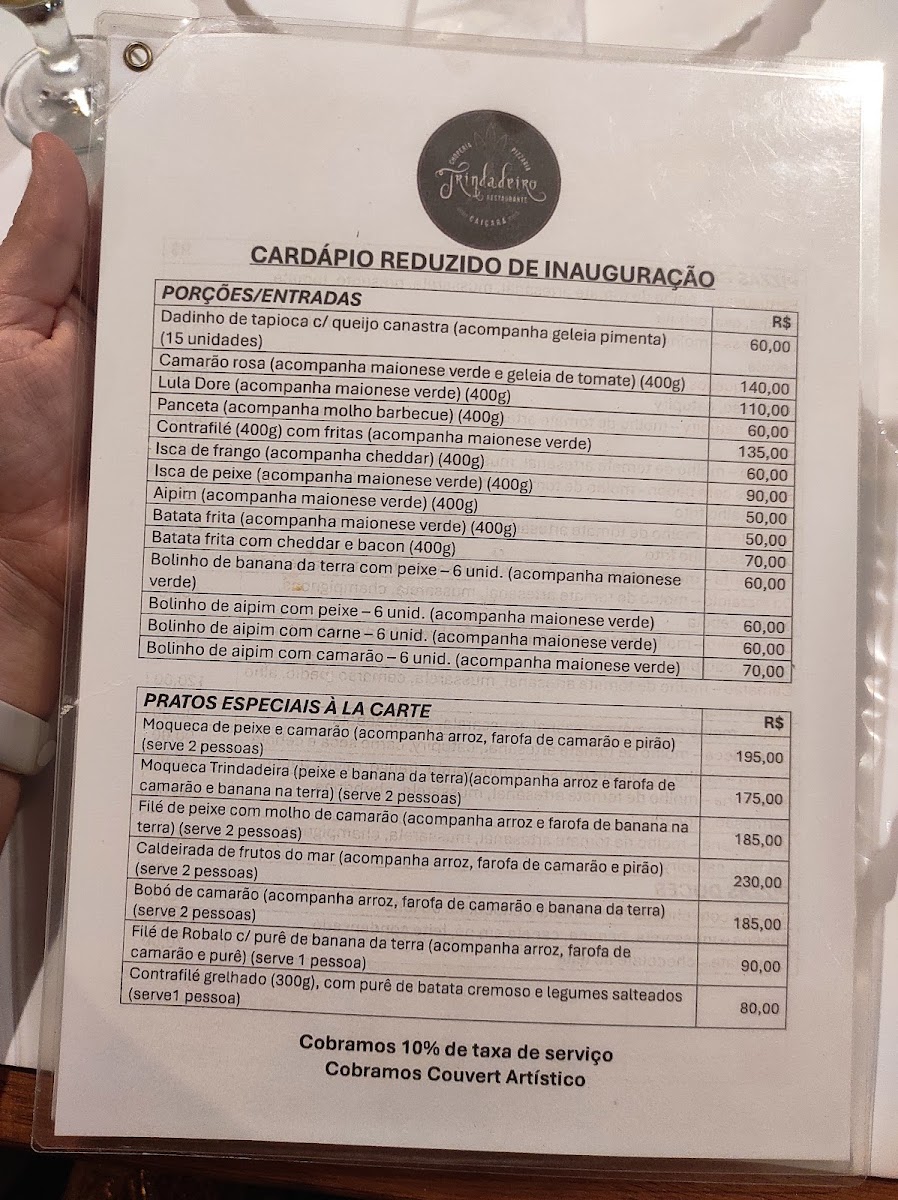 CHOPERIA PIZZARIA
Trindadeiro
RESTAURANTE
CAIÇARA
CARDÁPIO REDUZIDO DE INAUGURAÇÃO
PORÇÕES/ENTRADAS R$
Dadinho de tapioca c/ queijo canastra (acompanha geleia pimenta)
(15 unidades) 60,00
Camarão rosa (acompanha maionese verde e geleia de tomate) (400g) 140,00
Lula Dore (acompanha maionese verde) (400g) 110,00
Panceta (acompanha molho barbecue) (400g) 60,00
Contrafilé (400g) com fritas (acompanha maionese verde) 135,00
Isca de frango (acompanha cheddar) (400g) 60,00
Isca de peixe (acompanha maionese verde) (400g) 90,00
Aipim (acompanha maionese verde) (400g) 50,00
Batata frita (acompanha maionese verde) (400g) 50,00
Batata frita com cheddar e bacon (400g) 70,00
Bolinho de banana da terra com peixe – 6 unid. (acompanha maionese 60,00
verde)
Bolinho de aipim com peixe – 6 unid. (acompanha maionese verde) 60,00
Bolinho de aipim com carne – 6 unid. (acompanha maionese verde) 60,00
Bolinho de aipim com camarão – 6 unid. (acompanha maionese verde) 70,00
PRATOS ESPECIAIS À LA CARTE R$
Moqueca de peixe e camarão (acompanha arroz, farofa de camarão e pirão)
(serve 2 pessoas) 195,00
Moqueca Trindadeira (peixe e banana da terra)(acompanha arroz e farofa de
camarão e banana na terra) (serve 2 pessoas) 175,00
Filé de peixe com molho de camarão (acompanha arroz e farofa de banana na
terra) (serve 2 pessoas) 185,00
Caldeirada de frutos do mar (acompanha arroz, farofa de camarão e pirão)
(serve 2 pessoas) 230,00
Bobó de camarão (acompanha arroz, farofa de camarão e banana da terra)
(serve 2 pessoas) 185,00
Filé de Robalo c/ purê de banana da terra (acompanha arroz, farofa de
camarão e purê) (serve 1 pessoa) 90,00
Contrafilé grelhado (300g), com purê de batata cremoso e legumes salteados
(serve1 pessoa) 80,00
Cobramos 10% de taxa de serviço
Cobramos Couvert Artístico